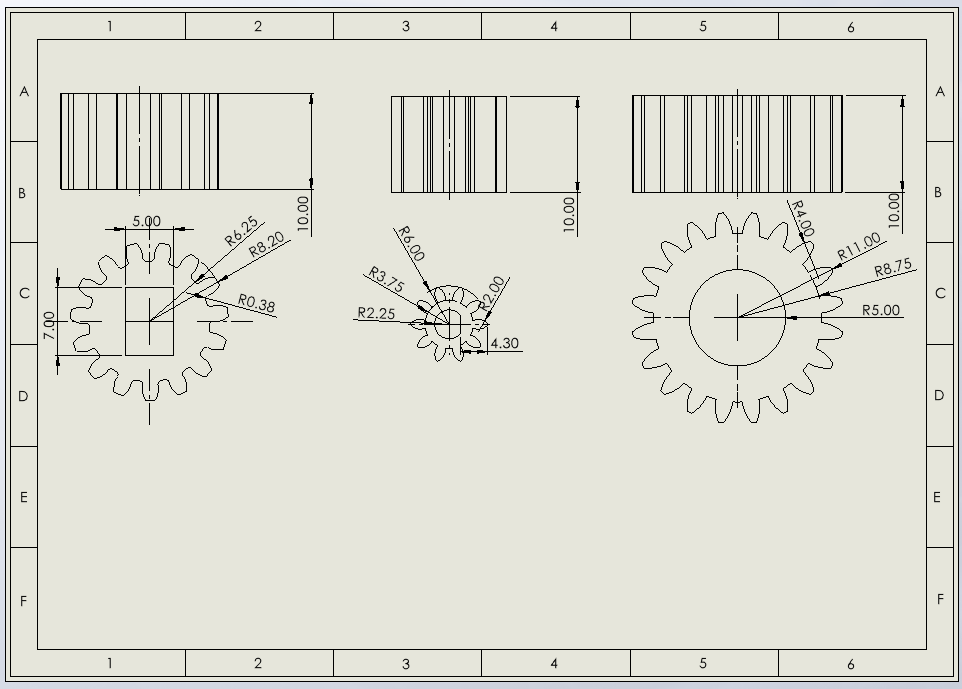 1 2 3 4 5 6
A A
B B
C C
D D
E E
F F
10.00
10.00
10.00
5.00
R6.25
R8.20
R0.38
7.00
R6.00
R3.75
R2.25
R2.00
4.30
R4.00
R11.00
R8.75
R5.00
1 2 3 4 5 6